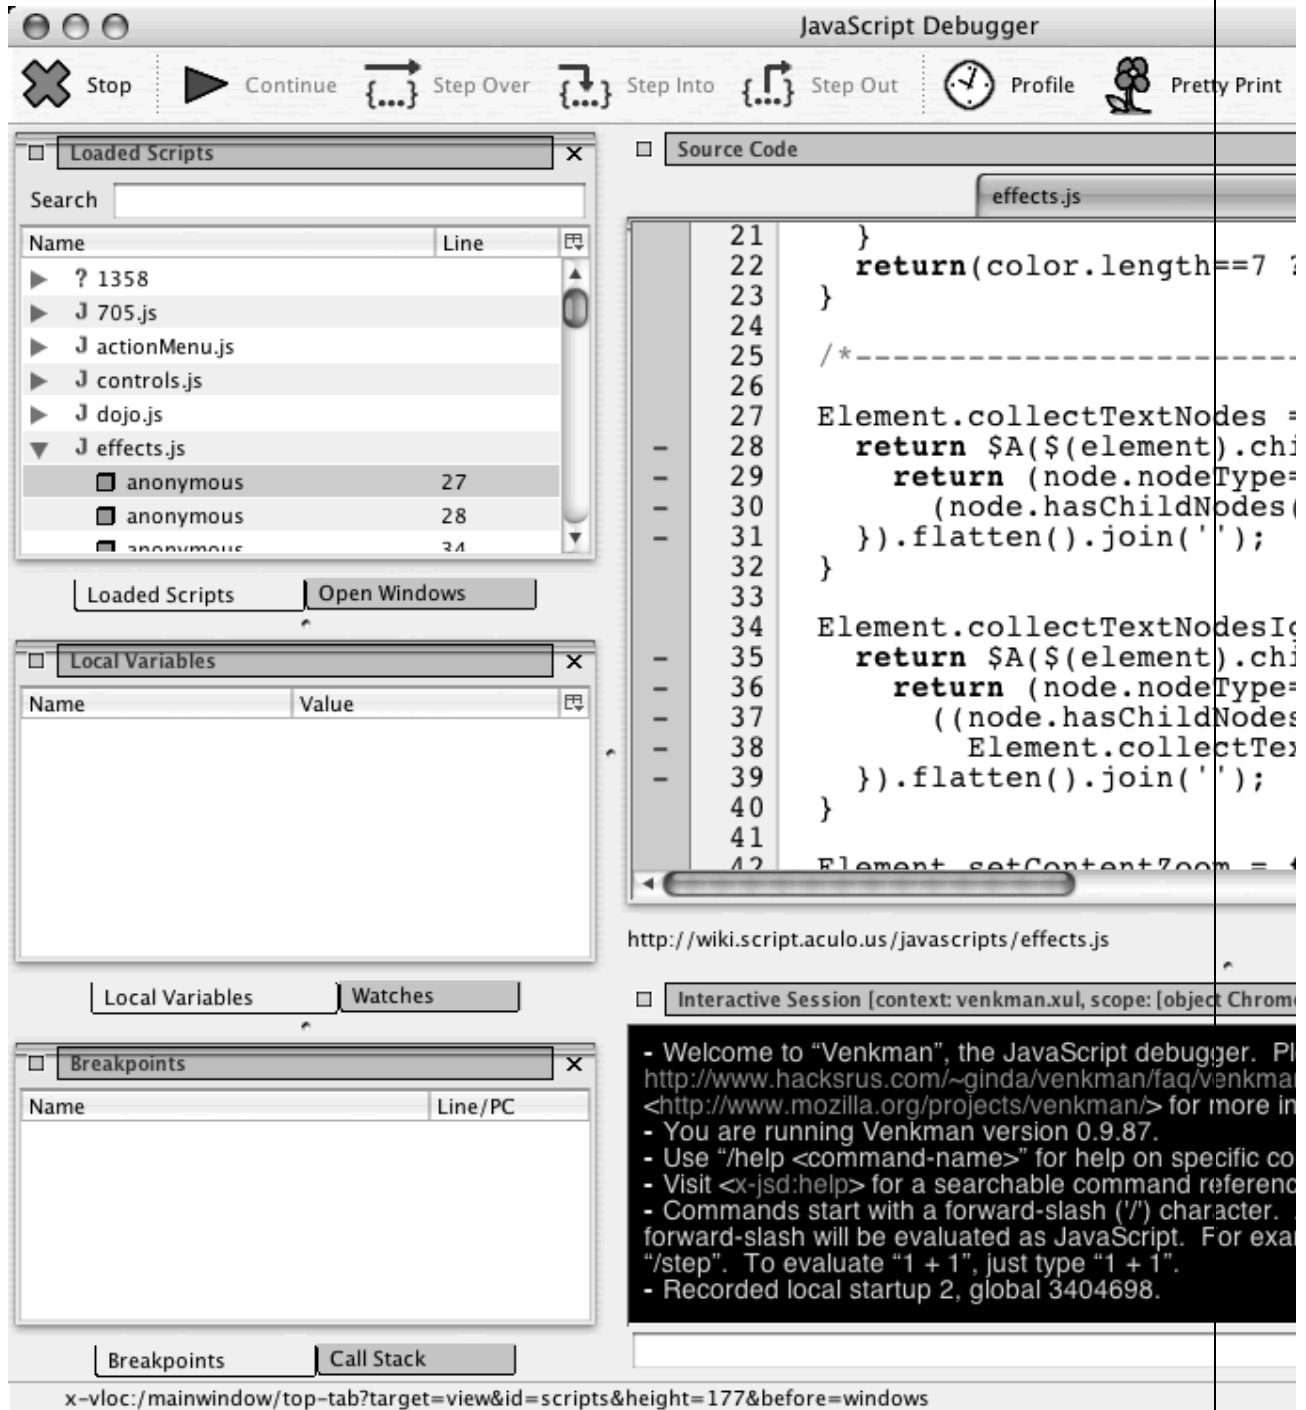 JavaScript Debugger
Stop Continue Step Over Step Into Step Out Profile Pretty Print
Loaded Scripts
Search
Name Line
? 1358
J 705.js
J actionMenu.js
J controls.js
J dojo.js
J effects.js
anonymous 27
anonymous 28
anonymous 34
Loaded Scripts Open Windows
Local Variables
Name Value
Local Variables Watches
Breakpoints
Name Line/PC
Breakpoints Call Stack
Source Code
effects.js
21 }
22 return(color.length==7 ?
23 }
24
25 /*------------------------
26
27 Element.collectTextNodes =
28 return $A($(element).chi
29 return (node.nodeType=
30 (node.hasChildNodes(
31 }).flatten().join('');
32 }
33
34 Element.collectTextNodesIg
35 return $A($(element).chi
36 return (node.nodeType=
37 ((node.hasChildNodes
38 Element.collectTex
39 }).flatten().join('');
40 }
41
42 Element.setContentZoom = f
http://wiki.script.aculo.us/javascripts/effects.js
Interactive Session [context: venkman.xul, scope: [object Chrome
- Welcome to “Venkman”, the JavaScript debugger. Pl
http://www.hacksrus.com/~ginda/venkman/faq/venkman
<http://www.mozilla.org/projects/venkman/> for more in
- You are running Venkman version 0.9.87.
- Use “/help <command-name>” for help on specific co
- Visit <x-jsd:help> for a searchable command referenc
- Commands start with a forward-slash ('/') character.
forward-slash will be evaluated as JavaScript. For exa
“/step”. To evaluate “1 + 1”, just type “1 + 1”.
- Recorded local startup 2, global 3404698.
x-vloc:/mainwindow/top-tab?target=view&id=scripts&height=177&before=windows